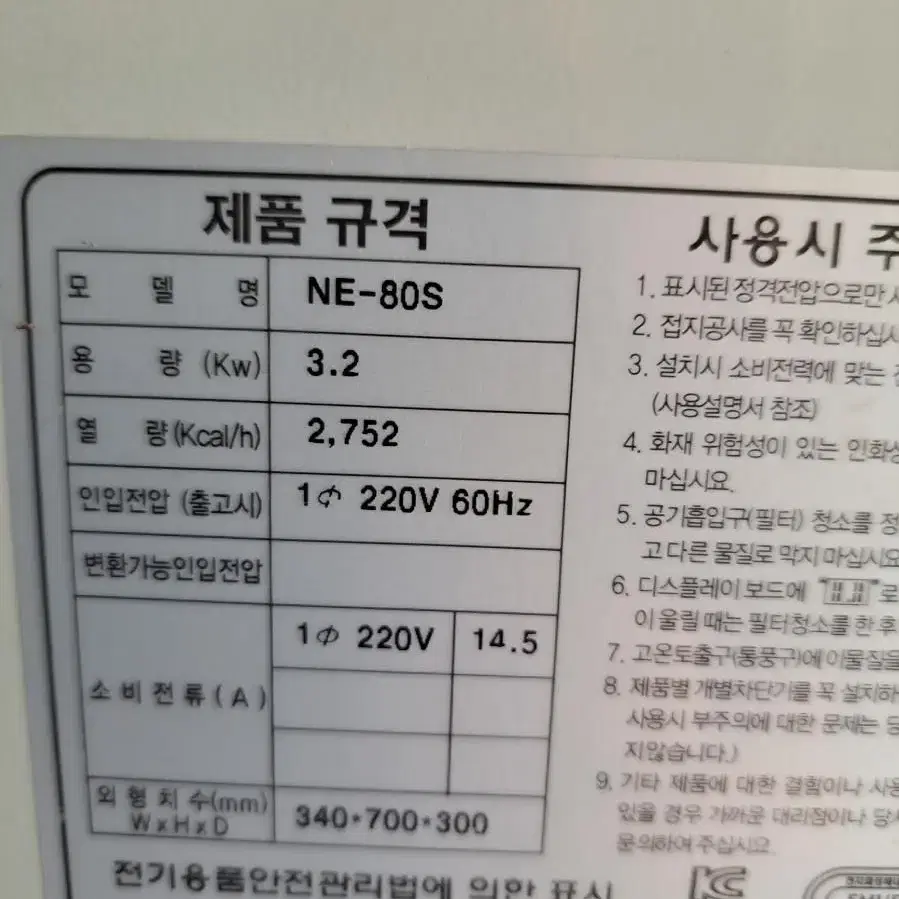 제품 규격
모 델 명 NE-80S
용 량 (Kw) 3.2
열 량 (Kcal/h) 2,752
인입전압 (출고시) 1Φ 220V 60Hz
변환가능인입전압
소비전류(A) 1Φ 220V 14.5
외형치수(mm) 340*700*300
WxHxD
전기용품안전관리법에 의한 표시
사용시 주
1. 표시된 정격전압으로만 사
2. 접지공사를 꼭 확인하십시
3. 설치시 소비전력에 맞는 전
(사용설명서 참조)
4. 화재 위험성이 있는 인화성
마십시요.
5. 공기흡입구(필터) 청소를 정
고 다른 물질로 막지 마십시요
6. 디스플레이 보드에 "
"로
이 울릴 때는 필터청소를 한 후
7. 고온토출구(통풍구)에 이물질을
8. 제품별 개별차단기를 꼭 설치하
사용시 부주의에 대한 문제는 당
지않습니다.)
9. 기타 제품에 대한 결함이나 사용
있을 경우 가까운 대리점이나 당사
문의하여 주십시요.